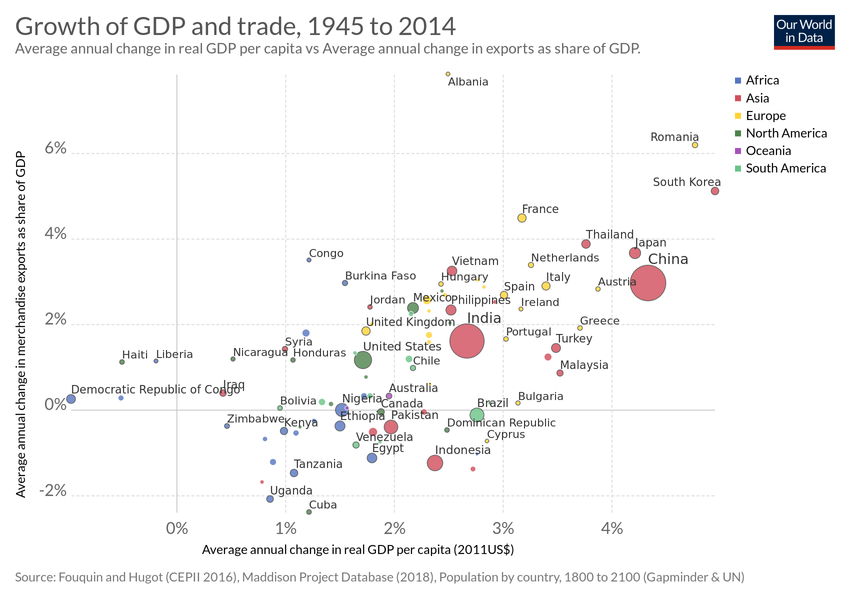 Growth of GDP and trade, 1945 to 2014
Average annual change in real GDP per capita vs Average annual change in exports as share of GDP.
Our World
in Data
Africa
Asia
Europe
North America
Oceania
South America
Average annual change in merchandise exports as share of GDP
6%
4%
2%
0%
-2%
Albania
Romania
South Korea
France
Thailand
Japan
Congo
Vietnam
Netherlands
China
Burkina Faso
Hungary
Italy
Austria
Spain
Jordan
Mexico
Philippines
Ireland
United Kingdom
India
Greece
Portugal
Turkey
Syria
United States
Haiti
Liberia
Nicaragua
Honduras
Chile
Malaysia
Democratic Republic of Congo
Iraq
Australia
Bolivia
Nigeria
Canada
Brazil
Bulgaria
Zimbabwe
Kenya
Ethiopia
Pakistan
Dominican Republic
Venezuela
Cyprus
Egypt
Indonesia
Tanzania
Uganda
Cuba
0%
1%
2%
3%
4%
Average annual change in real GDP per capita (2011US$)
Source: Fouquin and Hugot (CEPII 2016), Maddison Project Database (2018), Population by country, 1800 to 2100 (Gapminder & UN)